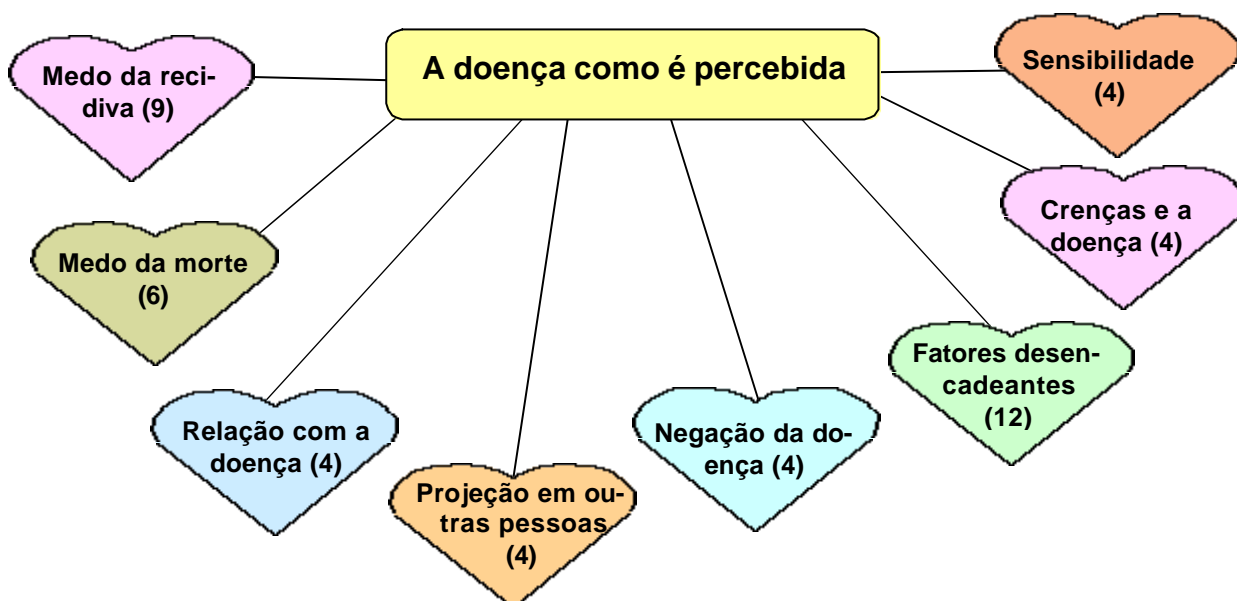 A doença como é percebida
Medo da reci-
diva (9)
Sensibilidade
(4)
Crenças e a
doença (4)
Medo da morte
(6)
Fatores desen-
cadeantes
(12)
Relação com a
doença (4)
Negação da do-
ença (4)
Projeção em ou-
tras pessoas
(4)